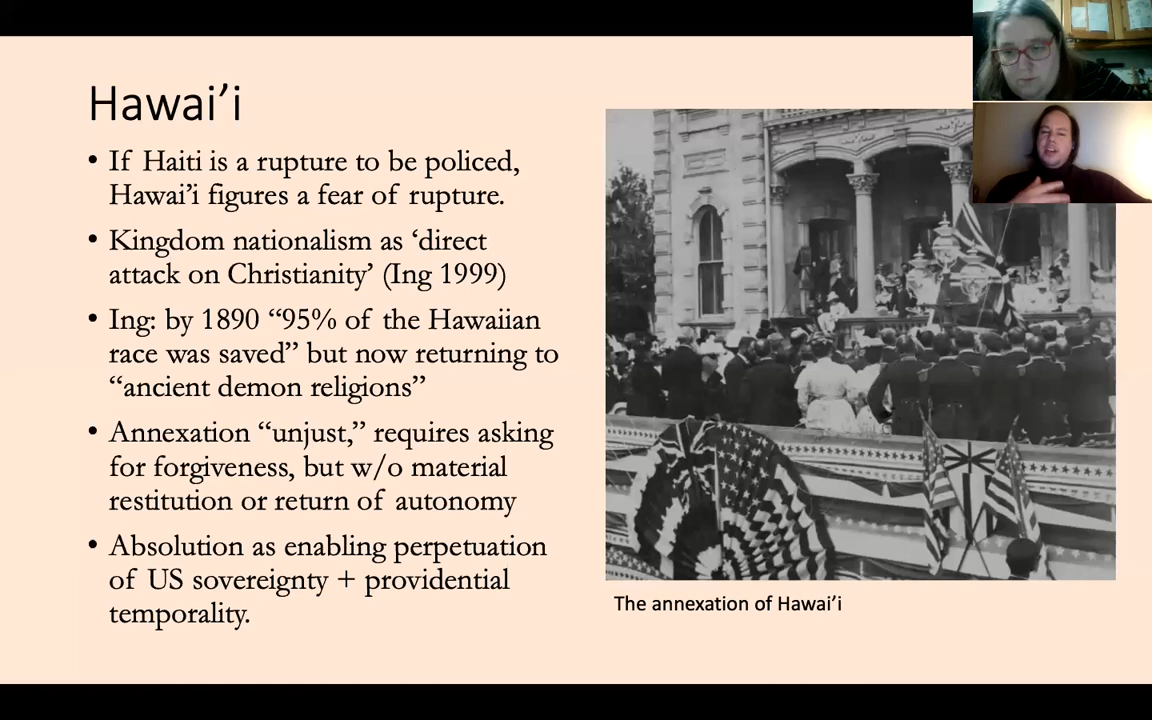 Hawai’i
• If Haiti is a rupture to be policed,
Hawai’i figures a fear of rupture.
• Kingdom nationalism as ‘direct
attack on Christianity’ (Ing 1999)
• Ing: by 1890 “95% of the Hawaiian
race was saved” but now returning to
“ancient demon religions”
• Annexation “unjust,” requires asking
for forgiveness, but w/o material
restitution or return of autonomy
• Absolution as enabling perpetuation
of US sovereignty + providential
temporality.
The annexation of Hawai’i